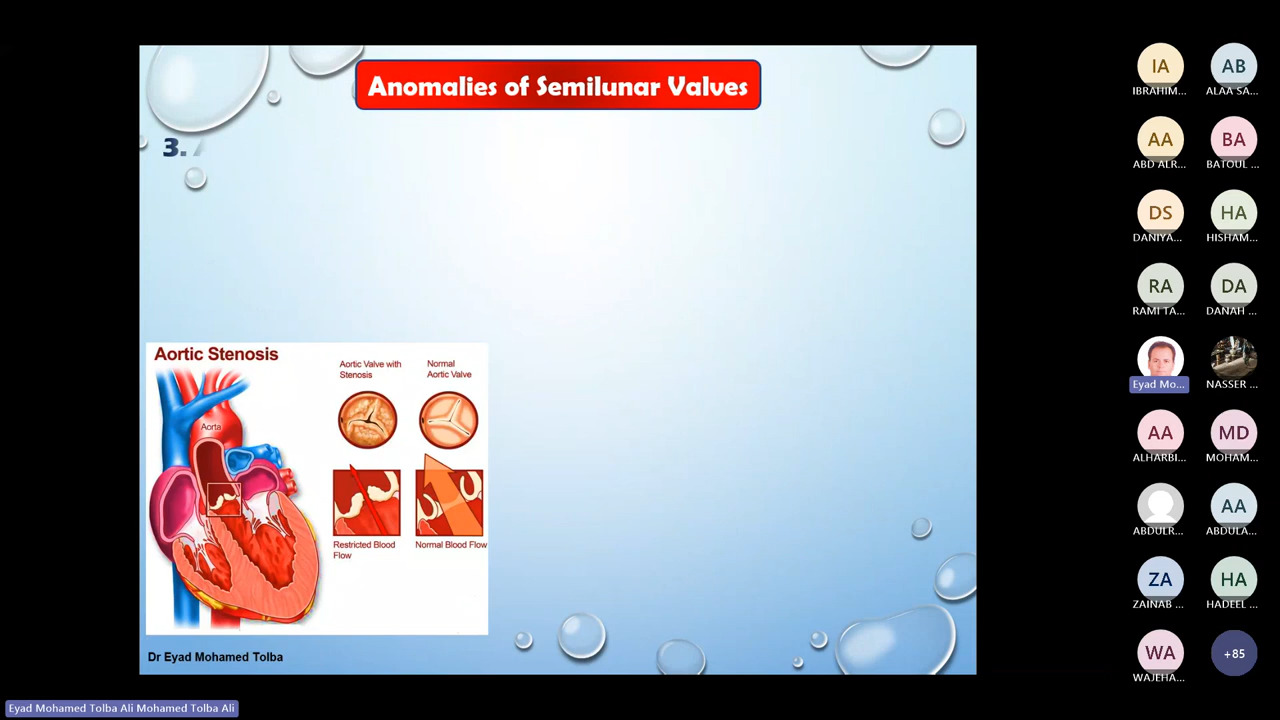 Anomalies of Semilunar Valves
3.
Aortic Stenosis
Aortic Valve with
Stenosis
Normal
Aortic Valve
Aorta
Restricted Blood
Flow
Normal Blood Flow
Dr Eyad Mohamed Tolba
IA
IBRAHIM...
AB
ALAA SA...
AA
ABD ALR...
BA
BATOUL ...
DS
DANIYA...
HA
HISHAM...
RA
RAMI TA...
DA
DANAH ...
Eyad Mo...
NASSER ...
AA
ALHARBI...
MD
MOHAM...
ABDULR...
AA
ABDULA...
ZA
ZAINAB ...
HA
HADEEL ...
WA
WAJEHA...
+85
Eyad Mohamed Tolba Ali Mohamed Tolba Ali